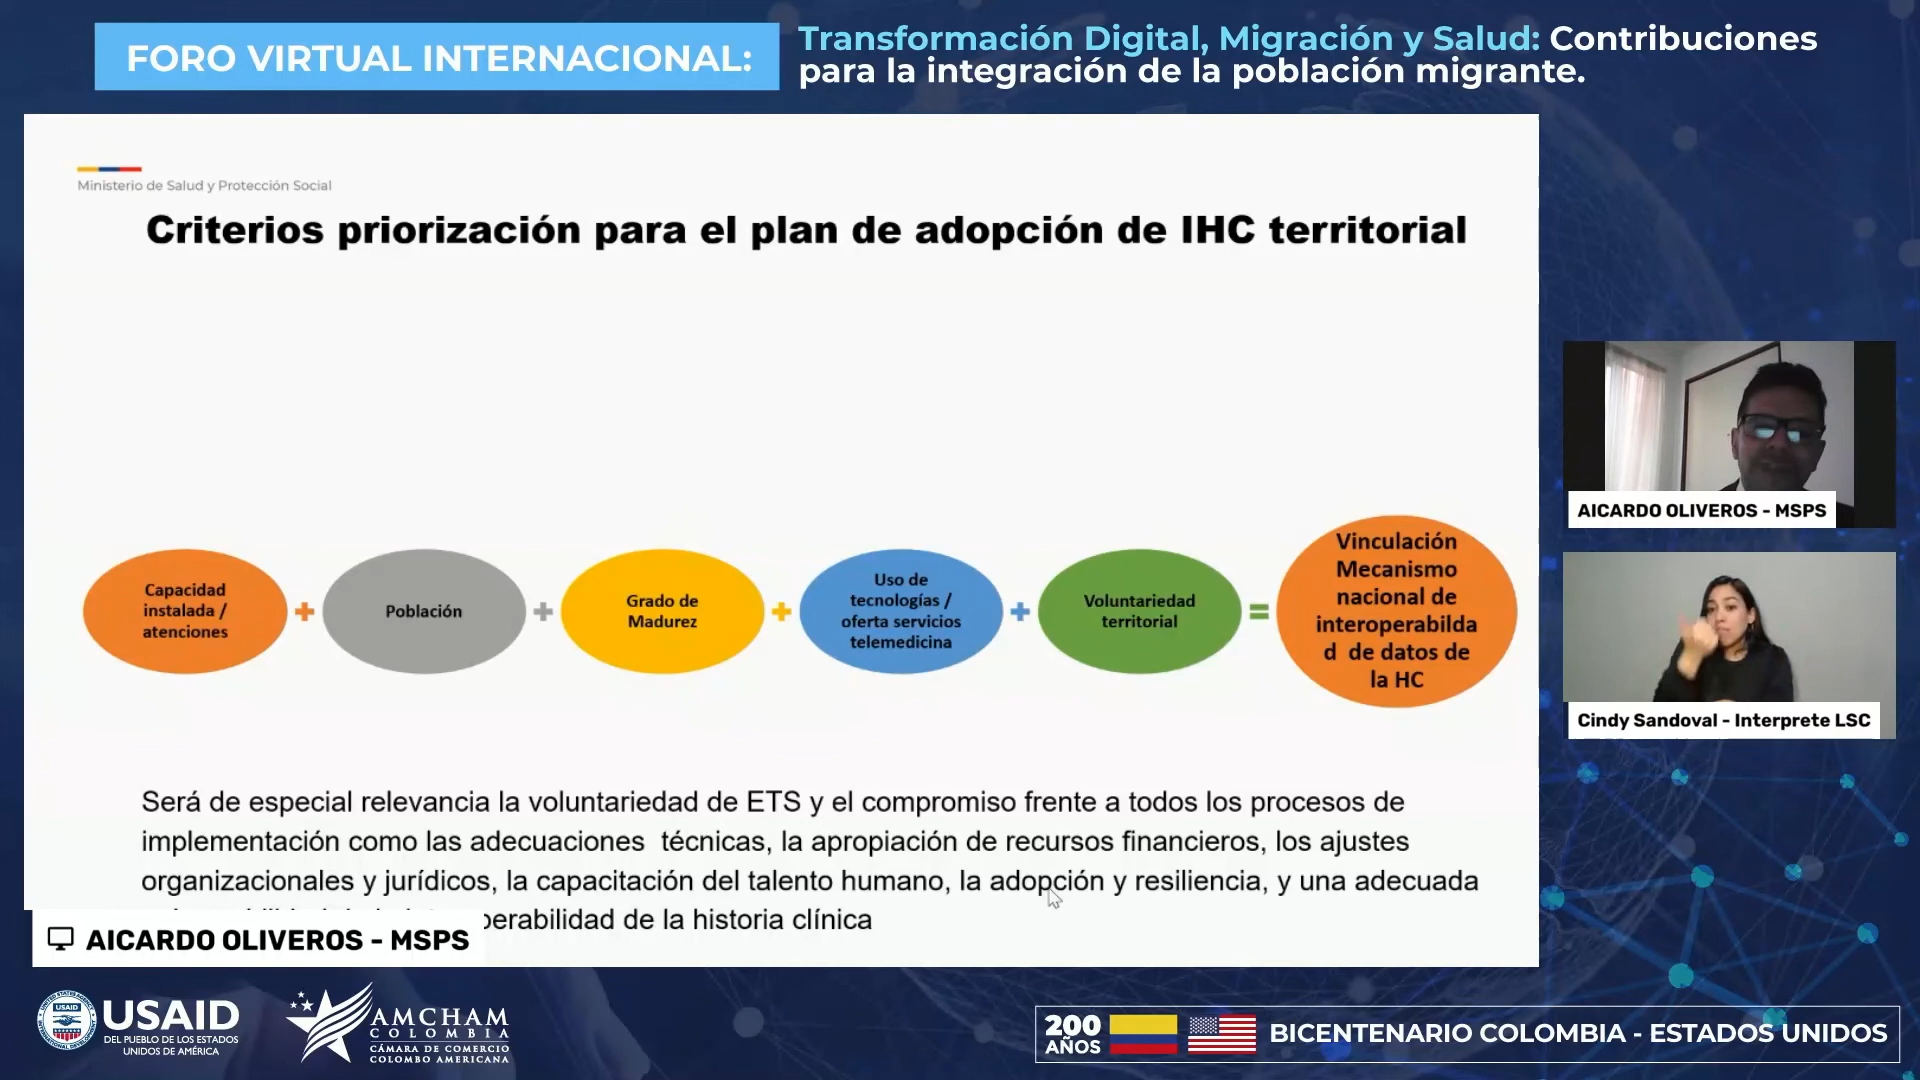 FORO VIRTUAL INTERNACIONAL:
Transformación Digital, Migración y Salud: Contribuciones
para la integración de la población migrante.
Ministerio de Salud y Protección Social
Criterios priorización para el plan de adopción de IHC territorial
Capacidad
instalada /
atenciones
+
Población
+
Grado de
Madurez
+
Uso de
tecnologías /
oferta servicios
telemedicina
+
Voluntariedad
territorial
=
Vinculación
Mecanismo
nacional de
interoperabilda
d de datos de
la HC
Será de especial relevancia la voluntariedad de ETS y el compromiso frente a todos los procesos de
implementación como las adecuaciones técnicas, la apropiación de recursos financieros, los ajustes
organizacionales y jurídicos, la capacitación del talento humano, la adopción y resiliencia, y una adecuada
perabilidad de la historia clínica
AICARDO OLIVEROS - MSPS
AICARDO OLIVEROS - MSPS
Cindy Sandoval - Interprete LSC
USAID
USAID
DEL PUEBLO DE LOS ESTADOS
UNIDOS DE AMÉRICA
AMCHAM
COLOMBIA
CÁMARA DE COMERCIO
COLOMBO AMERICANA
200
AÑOS
BICENTENARIO COLOMBIA - ESTADOS UNIDOS